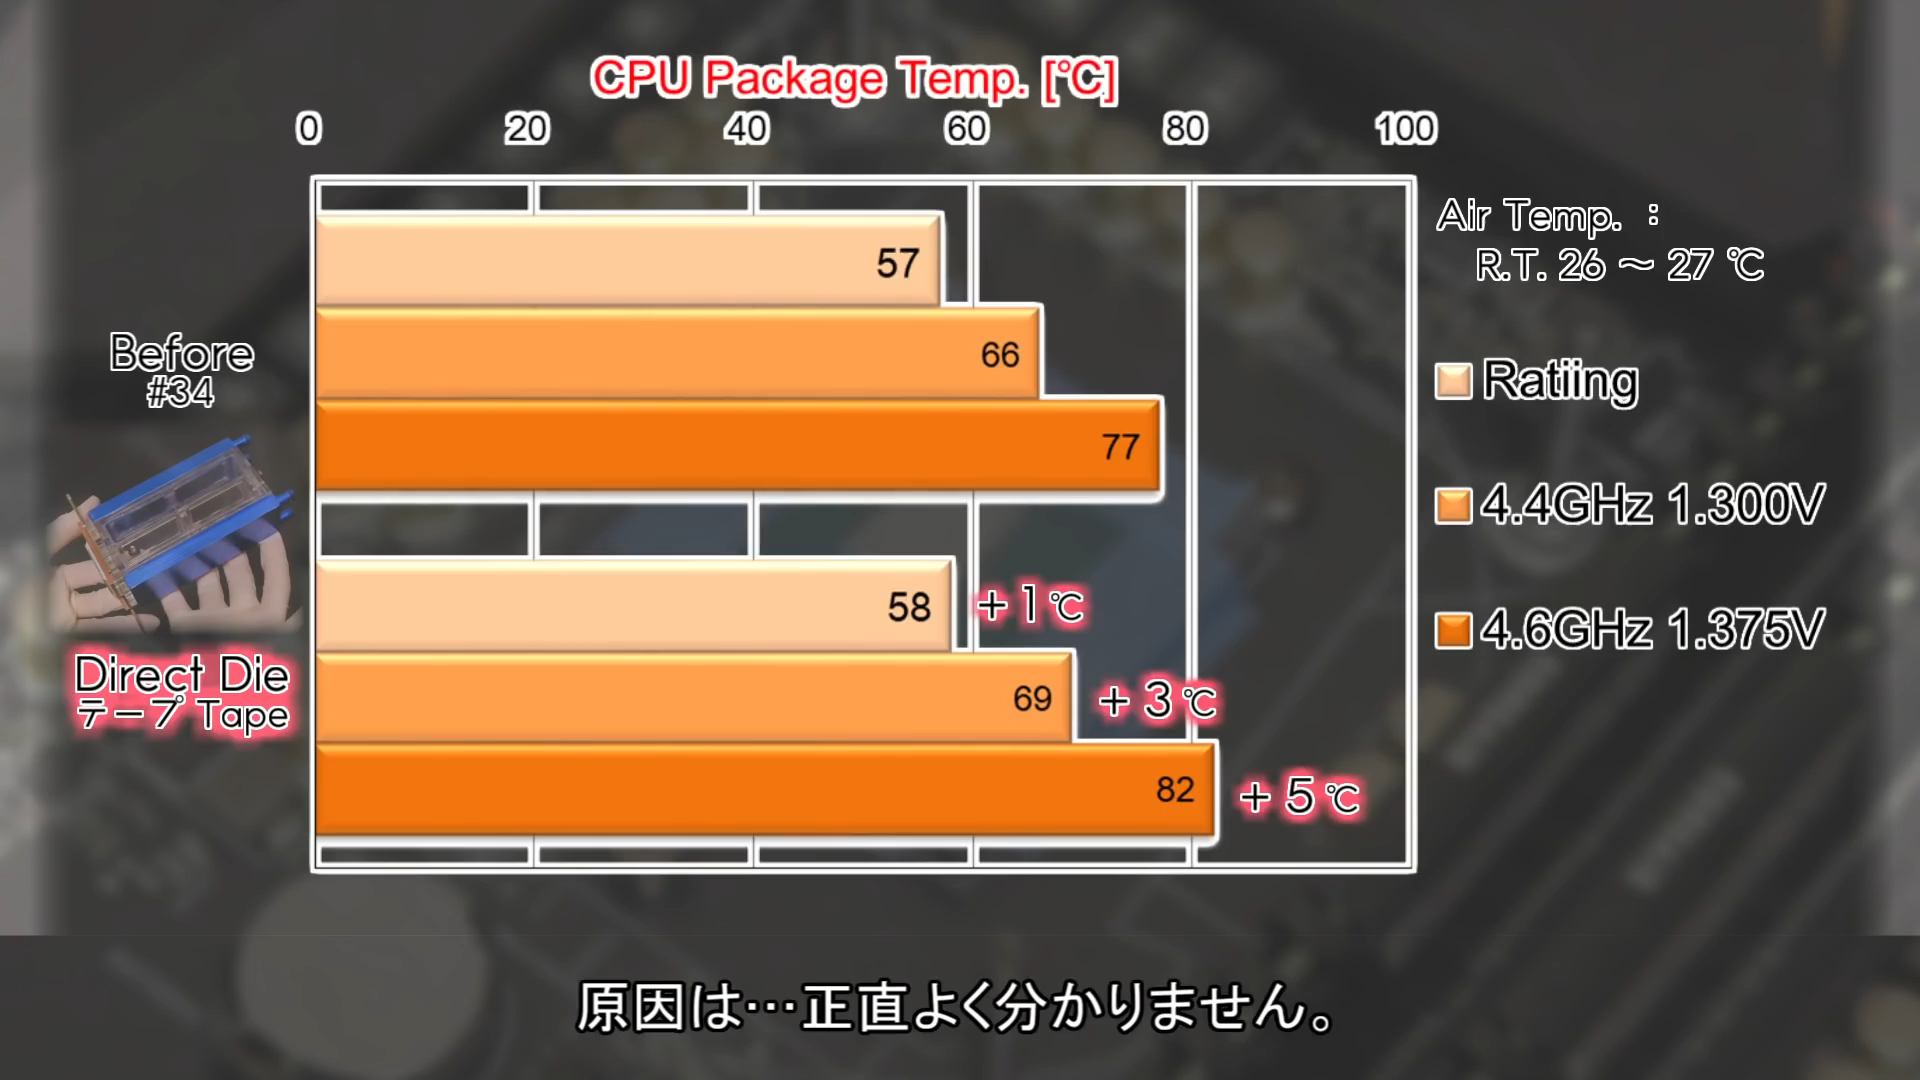 CPU Package Temp. [℃]
0 20 40 60 80 100
Air Temp. :
R.T. 26 ～ 27 ℃
Before
#34
57
66
77
Direct Die
テープ Tape
58 +1℃
69 +3℃
82 +5℃
Ratiing
4.4GHz 1.300V
4.6GHz 1.375V
原因は…正直よく分かりません。